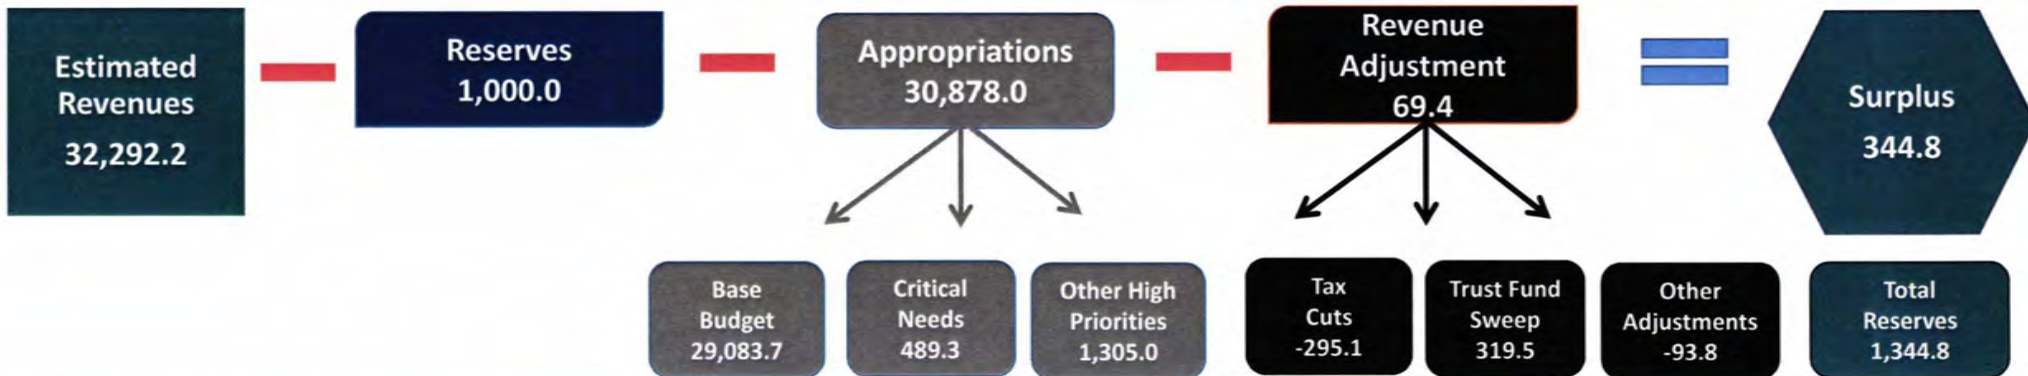 Estimated
Revenues
32,292.2
Reserves
1,000.0
Appropriations
30,878.0
Revenue
Adjustment
69.4
Surplus
344.8
Base
Budget
29,083.7
Critical
Needs
489.3
Other High
Priorities
1,305.0
Tax
Cuts
-295.1
Trust Fund
Sweep
319.5
Other
Adjustments
-93.8
Total
Reserves
1,344.8